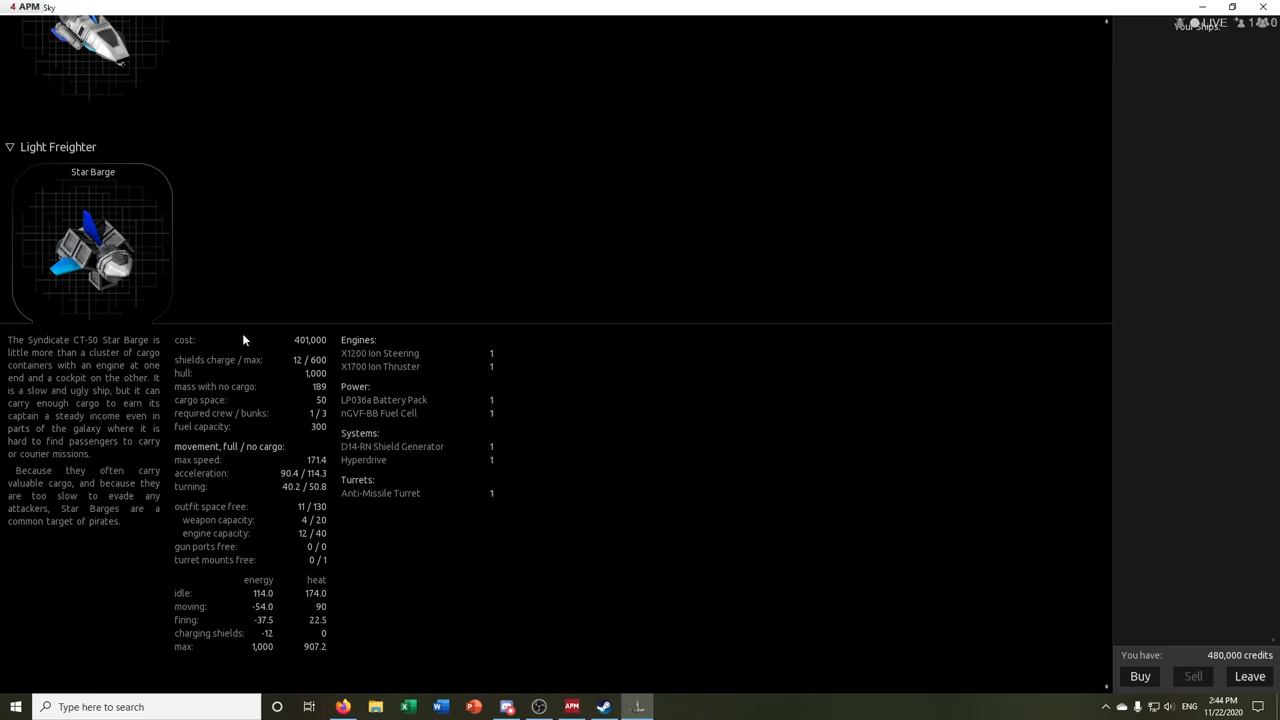 4 APM Sky
LIVE 1 0
Your Ships:
▽ Light Freighter
Star Barge
The Syndicate CT-50 Star Barge is
little more than a cluster of cargo
containers with an engine at one
end and a cockpit on the other. It
is a slow and ugly ship, but it can
carry enough cargo to earn its
captain a steady income even in
parts of the galaxy where it is
hard to find passengers to carry
or courier missions.
Because they often carry
valuable cargo, and because they
are too slow to evade any
attackers, Star Barges are a
common target of pirates.
cost: 401,000
shields charge / max: 12 / 600
hull: 1,000
mass with no cargo: 189
cargo space: 50
required crew / bunks: 1 / 3
fuel capacity: 300
movement, full / no cargo:
max speed: 171.4
acceleration: 90.4 / 114.3
turning: 40.2 / 50.8
outfit space free: 11 / 130
weapon capacity: 4 / 20
engine capacity: 12 / 40
gun ports free: 0 / 0
turret mounts free: 0 / 1
energy heat
idle: 114.0 174.0
moving: -54.0 90
firing: -37.5 22.5
charging shields: -12 0
max: 1,000 907.2
Engines:
X1200 Ion Steering 1
X1700 Ion Thruster 1
Power:
LP036a Battery Pack 1
nGVF-BB Fuel Cell 1
Systems:
D14-RN Shield Generator 1
Hyperdrive 1
Turrets:
Anti-Missile Turret 1
You have: 480,000 credits
Buy Sell Leave
Type here to search
APM
2:44 PM
11/22/2020